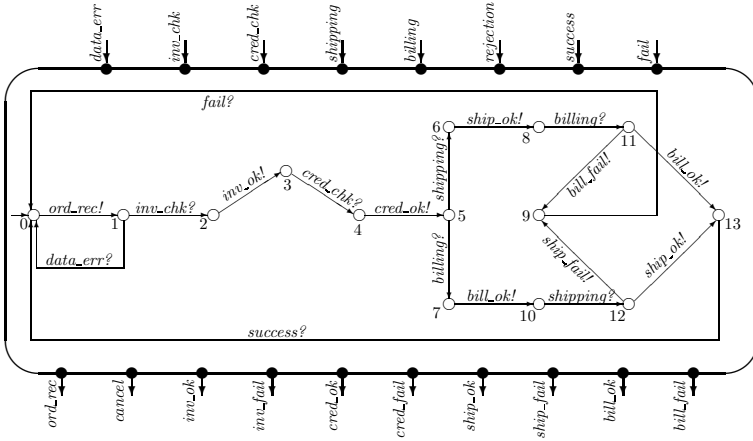 data_err
inv_chk
cred_chk
shipping
billing
rejection
success
fail
fail?
6
ship_ok!
8
billing?
11
inv_ok!
3
cred_chk?
shipping?
bill_fail!
bill_ok!
0
ord_rec!
1
inv_chk?
2
4
cred_ok!
5
9
13
data_err?
billing?
ship_fail!
ship_ok!
7
bill_ok!
10
shipping?
12
success?
ord_rec
cancel
inv_ok
inv_fail
cred_ok
cred_fail
ship_ok
ship_fail
bill_ok
bill_fail